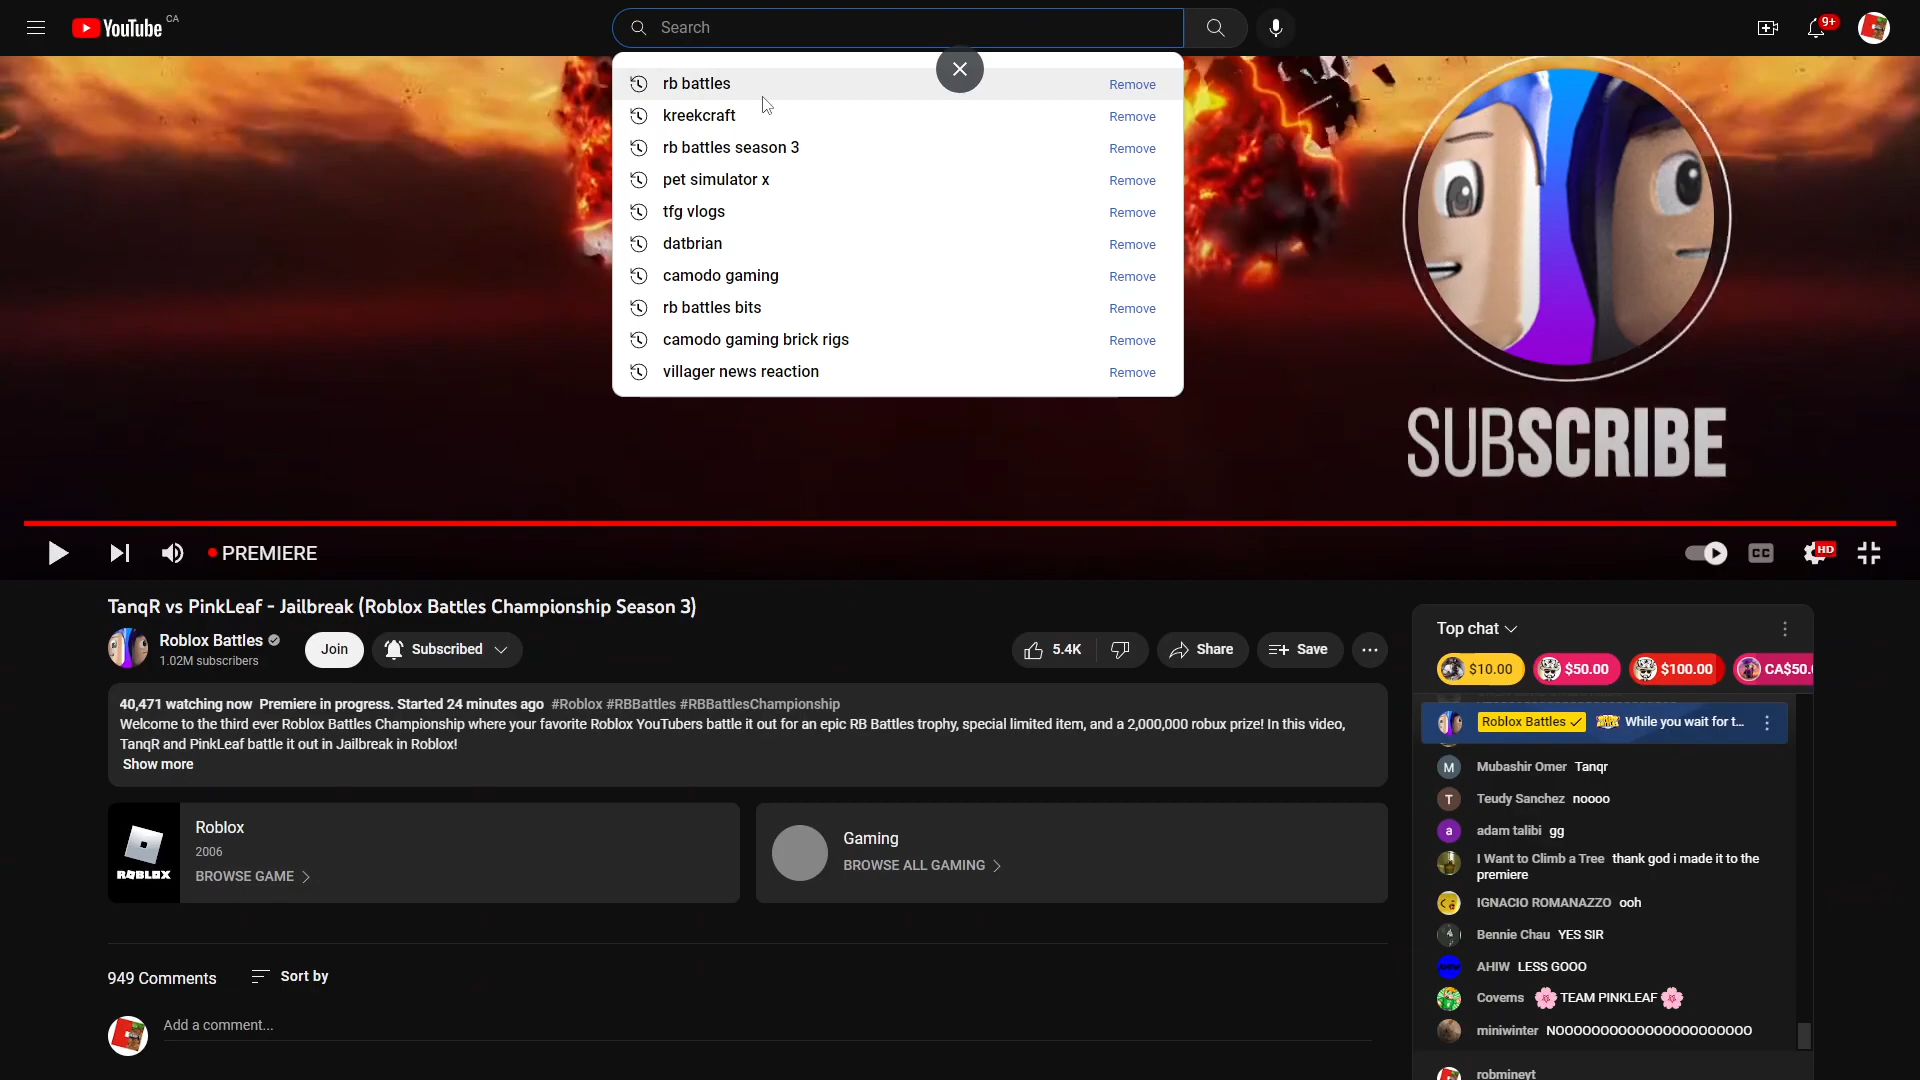 YouTube CA
Search
9+
rb battles Remove
kreekcraft Remove
rb battles season 3 Remove
pet simulator x Remove
tfg vlogs Remove
datbrian Remove
camodo gaming Remove
rb battles bits Remove
camodo gaming brick rigs Remove
villager news reaction Remove
SUBSCRIBE
PREMIERE
CC HD
TanqR vs PinkLeaf - Jailbreak (Roblox Battles Championship Season 3)
Roblox Battles
1.02M subscribers
Join
Subscribed
5.4K
Share
Save
40,471 watching now Premiere in progress. Started 24 minutes ago #Roblox #RBBattles #RBBattlesChampionship
Welcome to the third ever Roblox Battles Championship where your favorite Roblox YouTubers battle it out for an epic RB Battles trophy, special limited item, and a 2,000,000 robux prize! In this video,
TanqR and PinkLeaf battle it out in Jailbreak in Roblox!
Show more
ROBLOX
Roblox
2006
BROWSE GAME
Gaming
BROWSE ALL GAMING
949 Comments
Sort by
Add a comment...
Top chat
$10.00 $50.00 $100.00 CA$50.
Roblox Battles While you wait for t...
M Mubashir Omer Tanqr
T Teudy Sanchez noooo
a adam talibi gg
I Want to Climb a Tree thank god i made it to the
premiere
IGNACIO ROMANAZZO ooh
Bennie Chau YES SIR
AHIW LESS GOOO
Coverns 🌸 TEAM PINKLEAF 🌸
miniwinter NOOOOOOOOOOOOOOOOOOOOOO
robmineyt